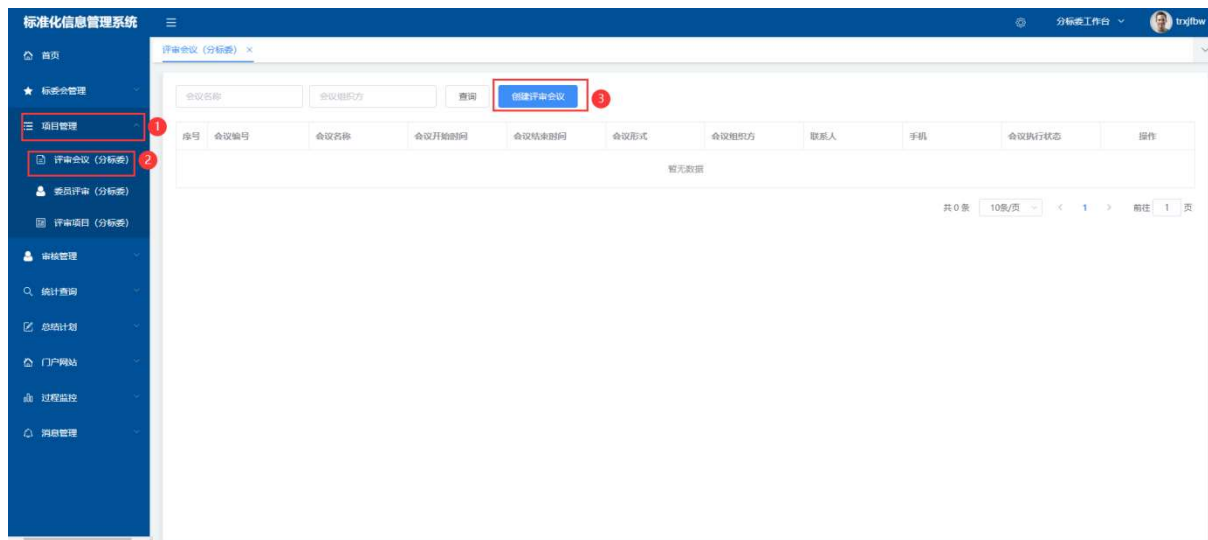 标准化信息管理系统
分标委工作台
trxjfbw
首页
评审会议（分标委） ×
标委会管理
会议名称 会议组织方 查询 创建评审会议 3
项目管理 1
序号 会议编号 会议名称 会议开始时间 会议结束时间 会议形式 会议组织方 联系人 手机 会议执行状态 操作
评审会议（分标委） 2
暂无数据
委员评审（分标委）
共 0 条 10条/页 < 1 > 前往 1 页
评审项目（分标委）
审核管理
统计查询
总结计划
门户网站
过程监控
消息管理